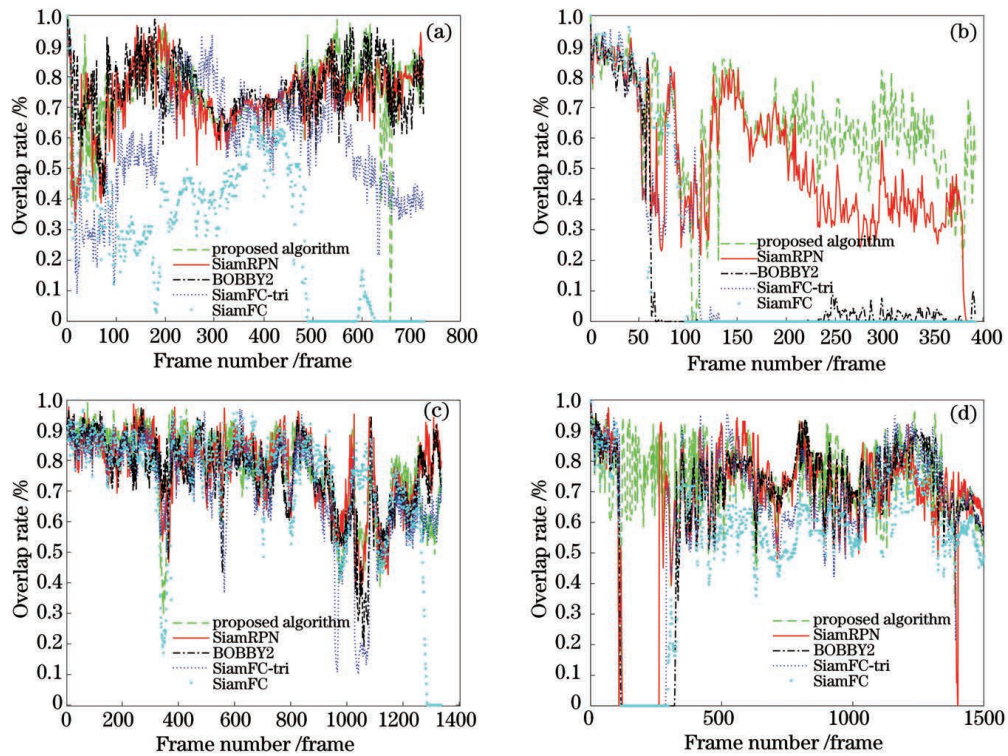 (a)
1.0
0.9
0.8
0.7
0.6
0.5
0.4
0.3
0.2
0.1
0
Overlap rate /%
proposed algorithm
SiamRPN
BOBBY2
SiamFC-tri
SiamFC
0 100 200 300 400 500 600 700 800
Frame number /frame
(b)
1.0
0.9
0.8
0.7
0.6
0.5
0.4
0.3
0.2
0.1
0
Overlap rate /%
proposed algorithm
SiamRPN
BOBBY2
SiamFC-tri
SiamFC
0 50 100 150 200 250 300 350 400
Frame number /frame
(c)
1.0
0.9
0.8
0.7
0.6
0.5
0.4
0.3
0.2
0.1
0
Overlap rate /%
proposed algorithm
SiamRPN
BOBBY2
SiamFC-tri
SiamFC
0 200 400 600 800 1000 1200 1400
Frame number /frame
(d)
1.0
0.9
0.8
0.7
0.6
0.5
0.4
0.3
0.2
0.1
0
Overlap rate /%
proposed algorithm
SiamRPN
BOBBY2
SiamFC-tri
SiamFC
0 500 1000 1500
Frame number /frame